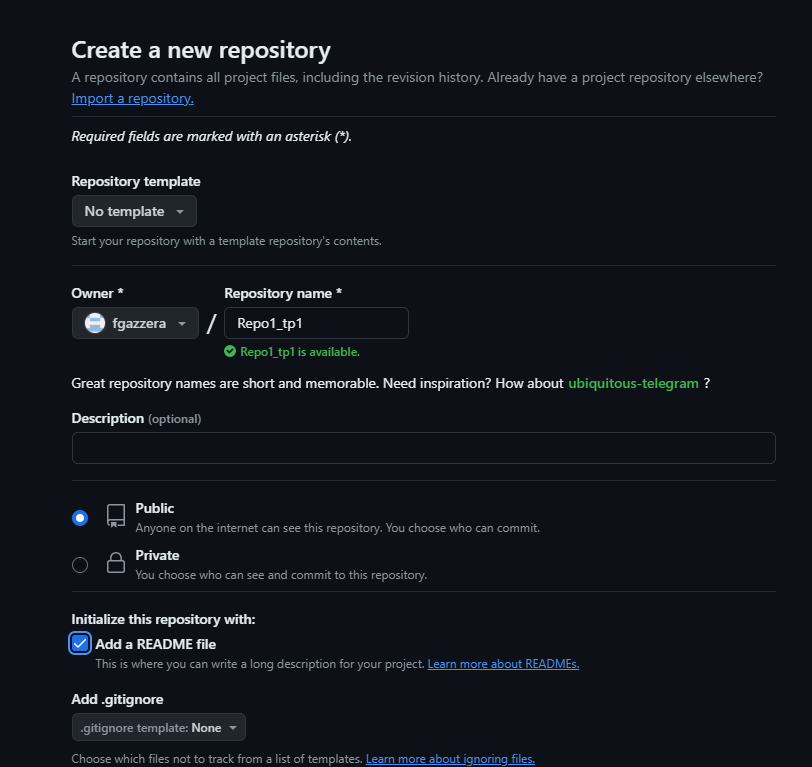 Create a new repository
A repository contains all project files, including the revision history. Already have a project repository elsewhere?
Import a repository.
Required fields are marked with an asterisk (*).
Repository template
No template
Start your repository with a template repository's contents.
Owner * Repository name *
fgazzera / Repo1_tp1
Repo1_tp1 is available.
Great repository names are short and memorable. Need inspiration? How about ubiquitous-telegram ?
Description (optional)
Public
Anyone on the internet can see this repository. You choose who can commit.
Private
You choose who can see and commit to this repository.
Initialize this repository with:
Add a README file
This is where you can write a long description for your project. Learn more about READMEs.
Add .gitignore
.gitignore template: None
Choose which files not to track from a list of templates. Learn more about ignoring files.